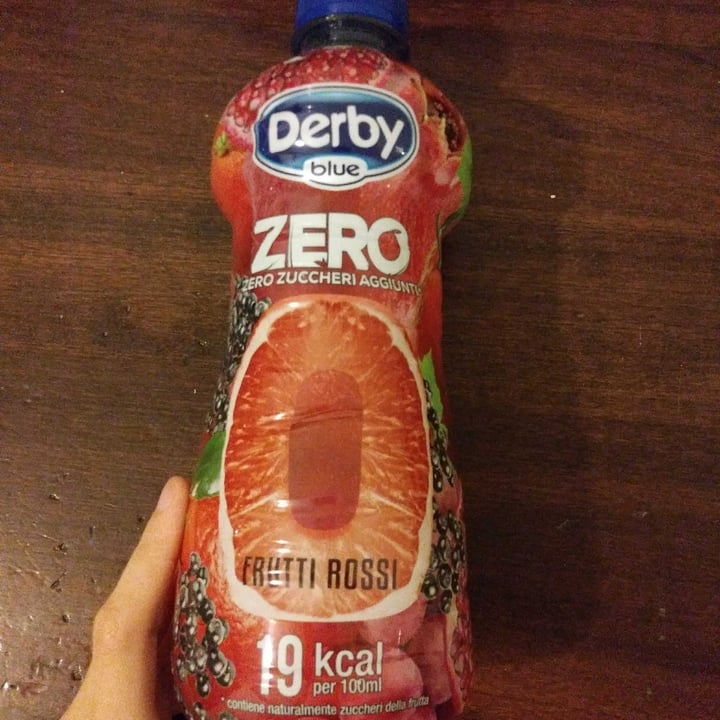 Derby
blue
ZERO
ZERO ZUCCHERI AGGIUNTI*
FRUTTI ROSSI
19 kcal
per 100ml
* contiene naturalmente zuccheri della frutta